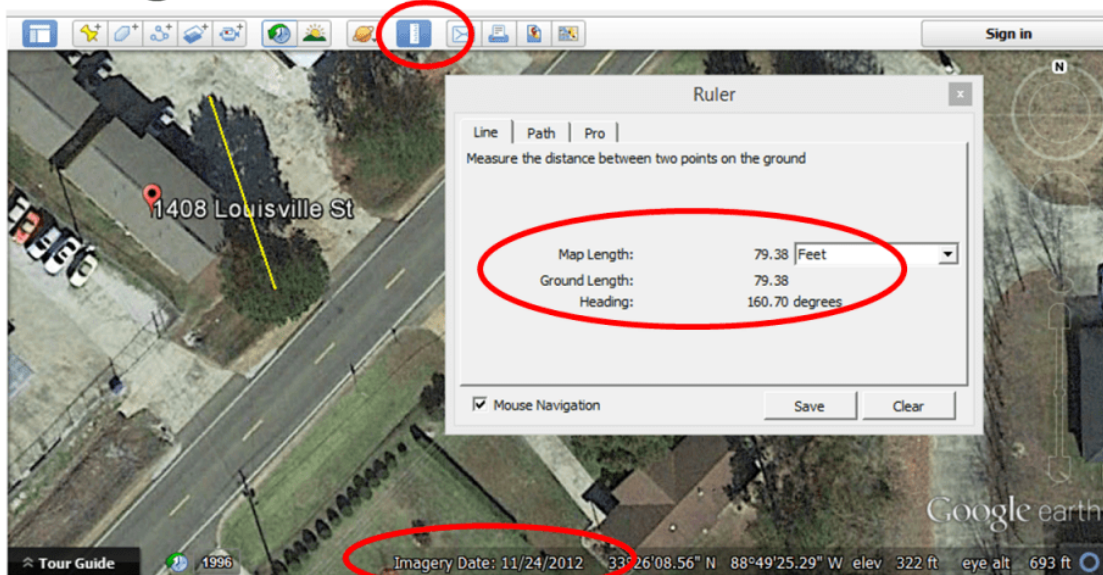 Sign in
N
Ruler
x
Line Path Pro
Measure the distance between two points on the ground
1408 Louisville St
Map Length: 79.38 Feet
Ground Length: 79.38
Heading: 160.70 degrees
Mouse Navigation Save Clear
Google earth
Tour Guide 1996 Imagery Date: 11/24/2012 33°26'08.56" N 88°49'25.29" W elev 322 ft eye alt 693 ft